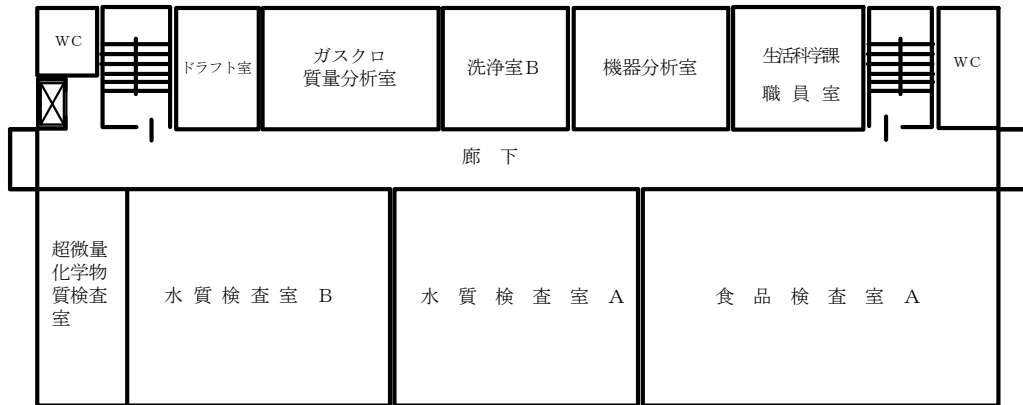 WC
ドラフト室
ガスクロ
質量分析室
洗浄室B
機器分析室
生活科学課
職 員 室
WC
廊 下
超微量
化学物
質検査
室
水 質 検 査 室 B
水 質 検 査 室 A
食 品 検 査 室 A